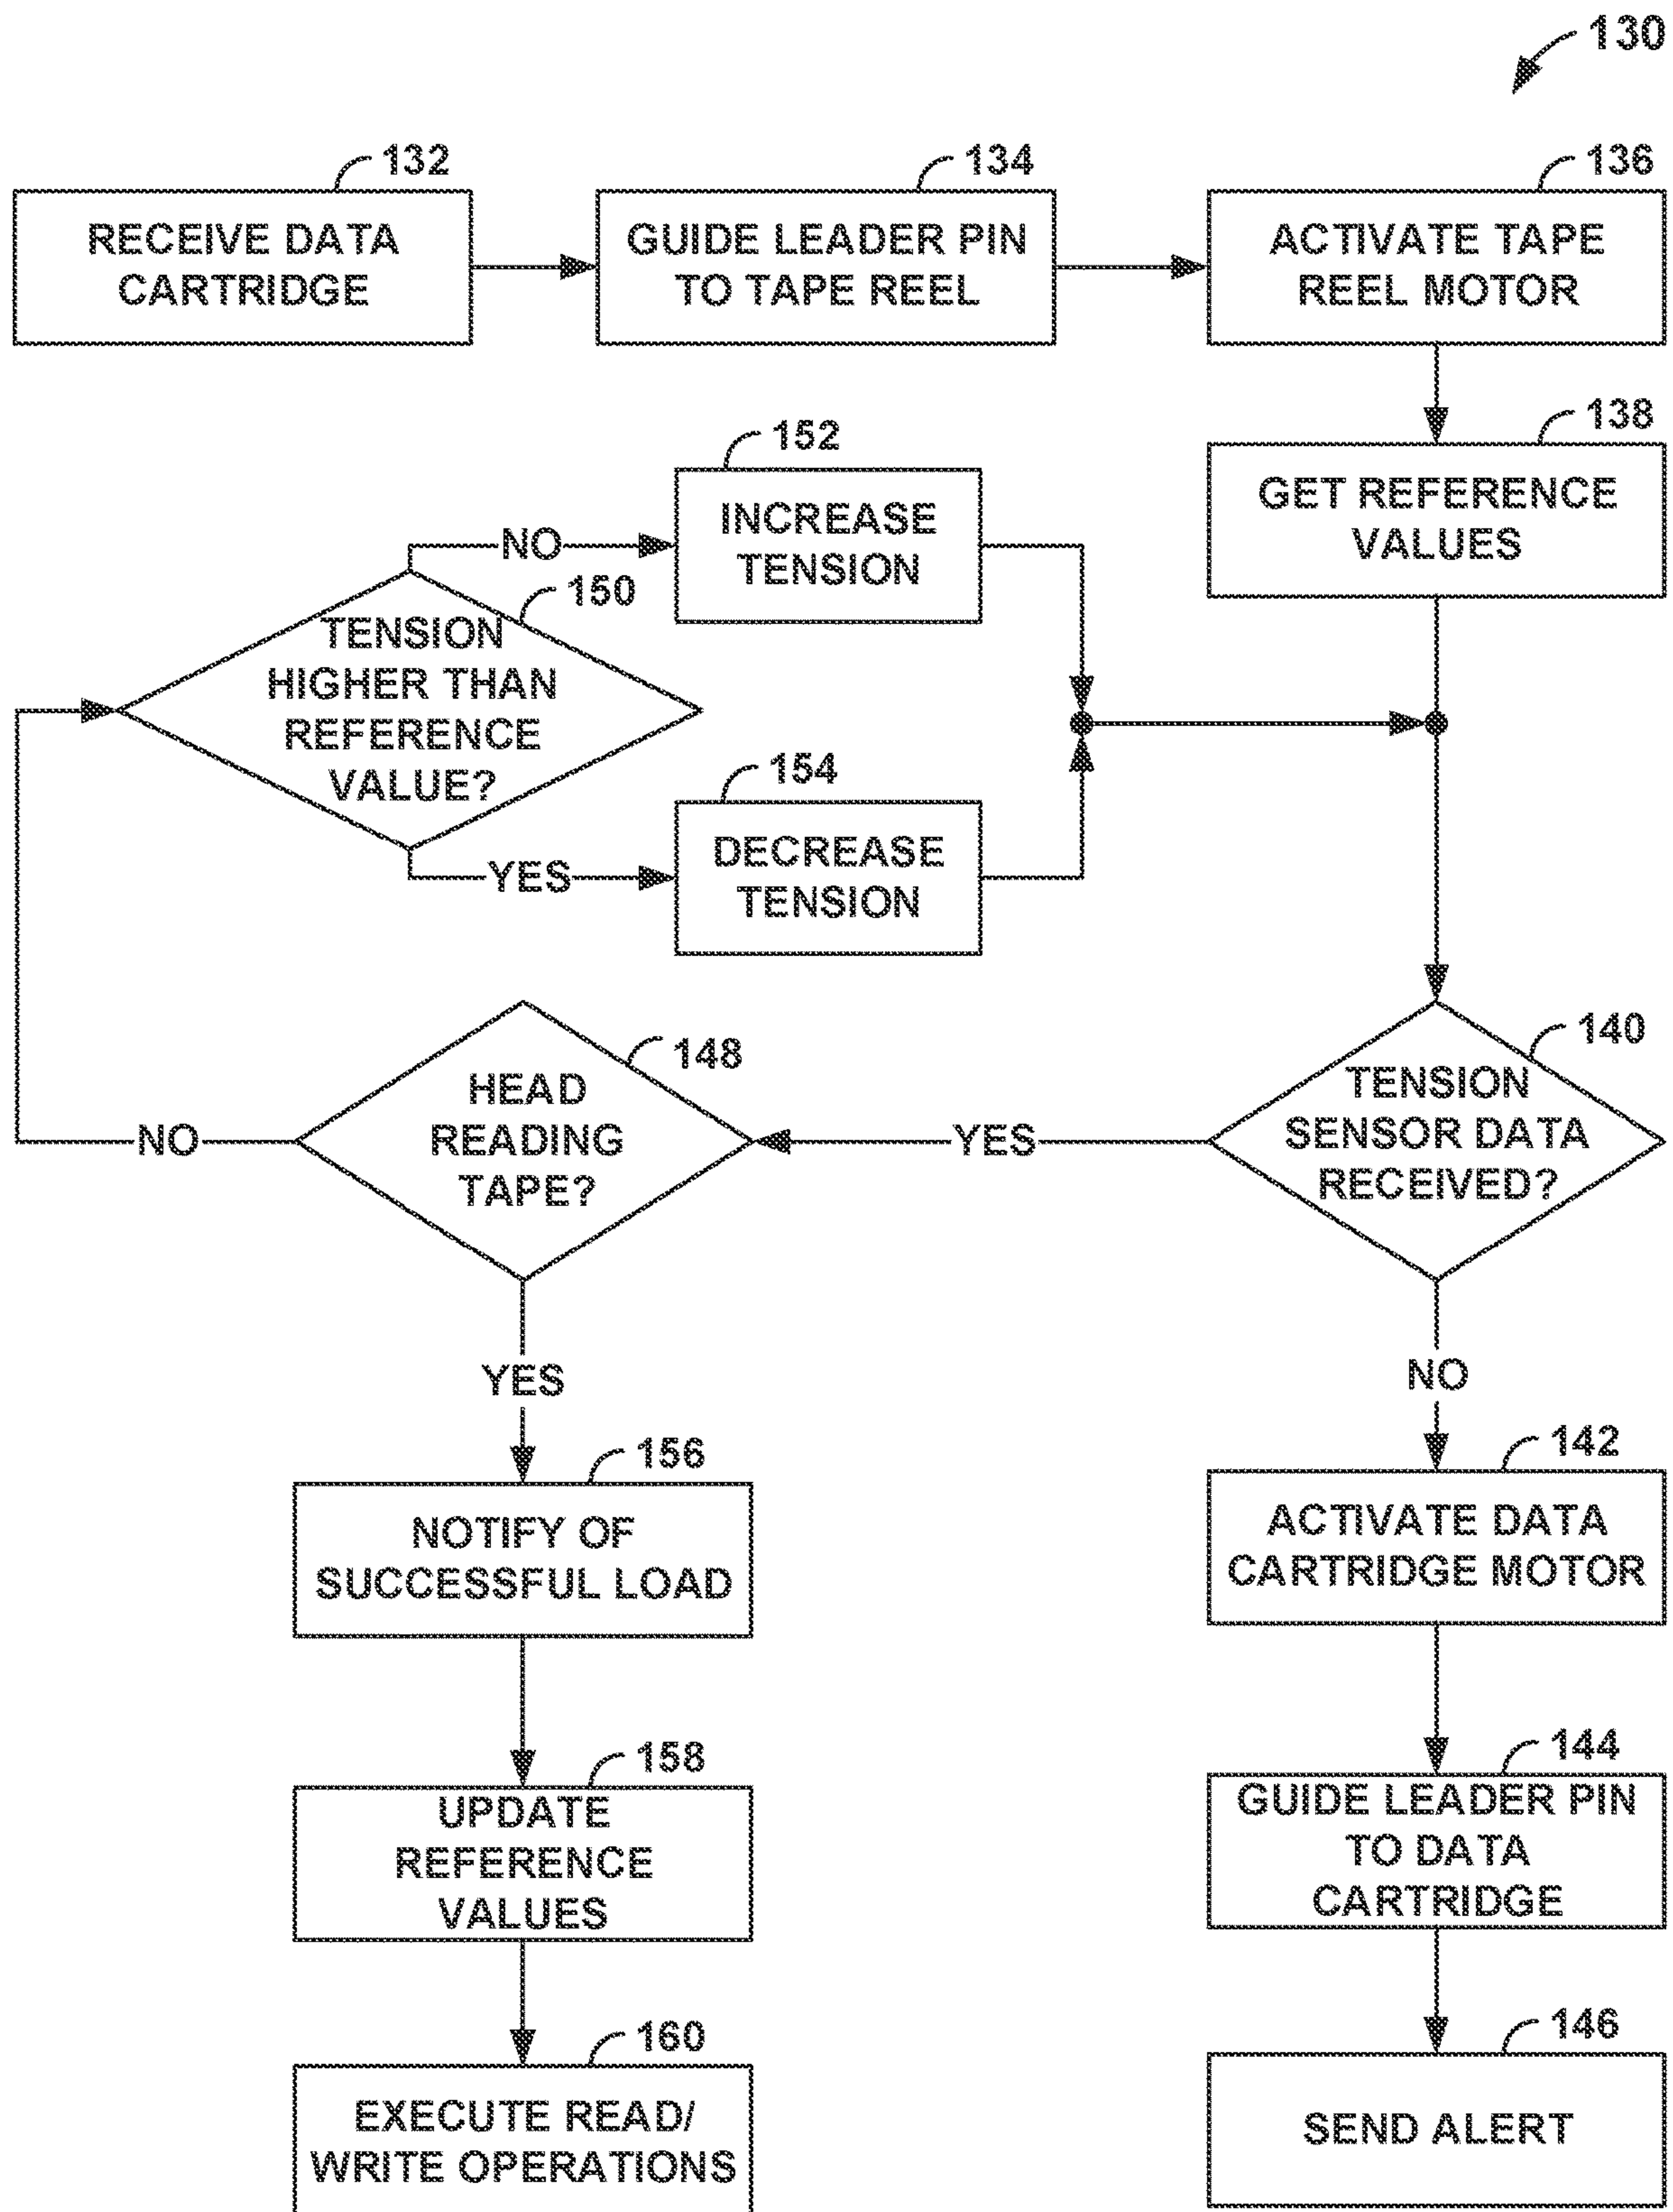 130
132
RECEIVE DATA
CARTRIDGE
134
GUIDE LEADER PIN
TO TAPE REEL
136
ACTIVATE TAPE
REEL MOTOR
138
GET REFERENCE
VALUES
152
INCREASE
TENSION
NO
150
TENSION
HIGHER THAN
REFERENCE
VALUE?
YES
154
DECREASE
TENSION
140
TENSION
SENSOR DATA
RECEIVED?
YES
148
HEAD
READING
TAPE?
NO
YES
NO
156
NOTIFY OF
SUCCESSFUL LOAD
142
ACTIVATE DATA
CARTRIDGE MOTOR
158
UPDATE
REFERENCE
VALUES
144
GUIDE LEADER PIN
TO DATA
CARTRIDGE
160
EXECUTE READ/
WRITE OPERATIONS
146
SEND ALERT